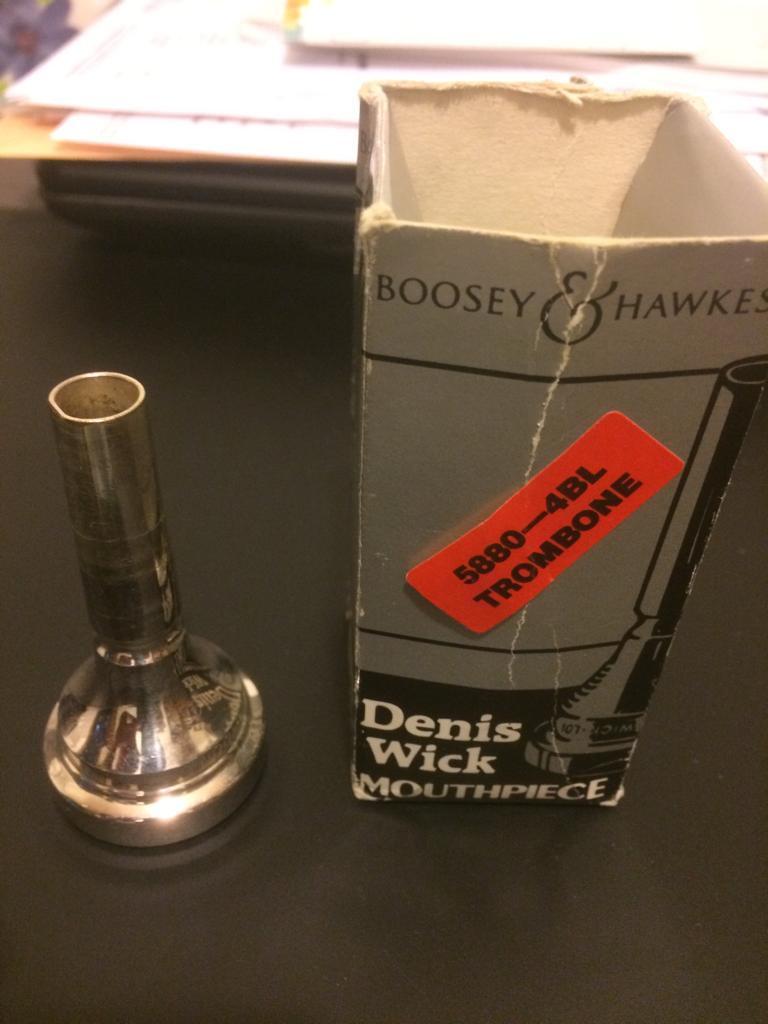 BOOSEY & HAWKES
5880—4BL
TROMBONE
Denis
Wick
MOUTHPIECE